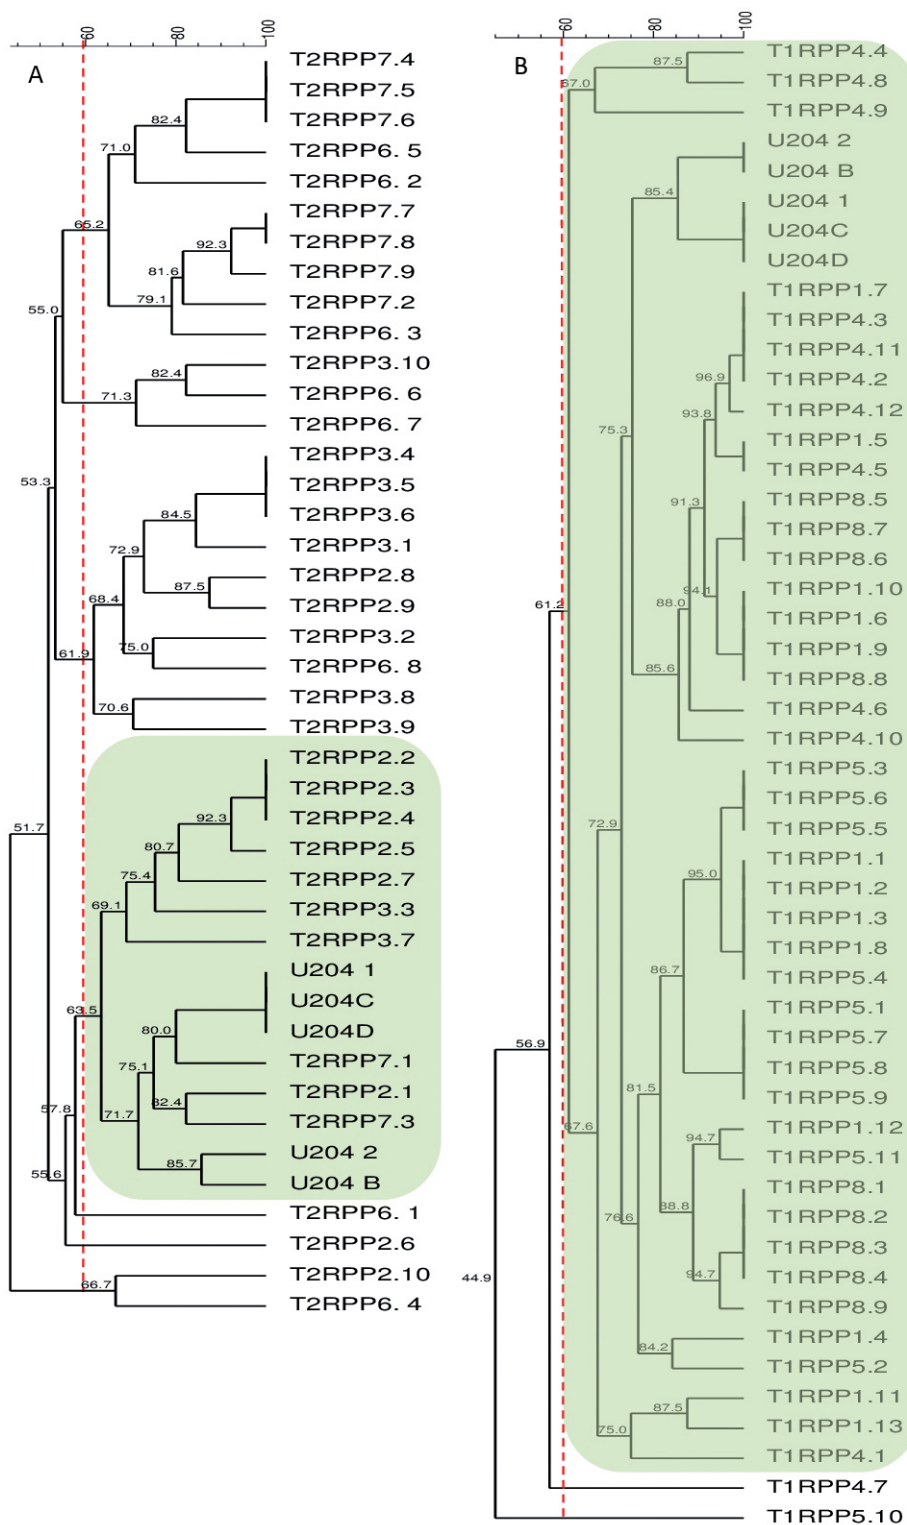 60
80
100
A
T2RPP7.4
T2RPP7.5
T2RPP7.6
82.4
T2RPP6. 5
71.0
T2RPP6. 2
65.2
T2RPP7.7
T2RPP7.8
92.3
T2RPP7.9
81.6
T2RPP7.2
79.1
T2RPP6. 3
55.0
T2RPP3.10
82.4
T2RPP6. 6
71.3
T2RPP6. 7
53.3
T2RPP3.4
T2RPP3.5
T2RPP3.6
84.5
T2RPP3.1
72.9
T2RPP2.8
87.5
T2RPP2.9
68.4
T2RPP3.2
75.0
T2RPP6. 8
61.9
T2RPP3.8
70.6
T2RPP3.9
T2RPP2.2
T2RPP2.3
T2RPP2.4
92.3
T2RPP2.5
80.7
T2RPP2.7
75.4
T2RPP3.3
69.1
T2RPP3.7
51.7
U204 1
U204C
U204D
80.0
T2RPP7.1
75.1
T2RPP2.1
82.4
T2RPP7.3
71.7
U204 2
85.7
U204 B
63.5
T2RPP6. 1
57.8
T2RPP2.6
55.6
T2RPP2.10
66.7
T2RPP6. 4
60
80
100
B
T1RPP4.4
87.5
T1RPP4.8
67.0
T1RPP4.9
U204 2
U204 B
85.4
U204 1
U204C
U204D
T1RPP1.7
T1RPP4.3
T1RPP4.11
T1RPP4.2
96.9
T1RPP4.12
93.8
T1RPP1.5
T1RPP4.5
75.3
91.3
T1RPP8.5
T1RPP8.7
T1RPP8.6
94.1
T1RPP1.10
T1RPP1.6
T1RPP1.9
T1RPP8.8
88.0
T1RPP4.6
85.6
T1RPP4.10
61.2
T1RPP5.3
T1RPP5.6
T1RPP5.5
72.9
T1RPP1.1
95.0
T1RPP1.2
T1RPP1.3
T1RPP1.8
T1RPP5.4
86.7
T1RPP5.1
T1RPP5.7
T1RPP5.8
T1RPP5.9
81.5
T1RPP1.12
94.7
T1RPP5.11
88.8
T1RPP8.1
T1RPP8.2
T1RPP8.3
T1RPP8.4
94.7
T1RPP8.9
76.6
T1RPP1.4
84.2
T1RPP5.2
67.6
T1RPP1.11
87.5
T1RPP1.13
75.0
T1RPP4.1
56.9
T1RPP4.7
44.9
T1RPP5.10